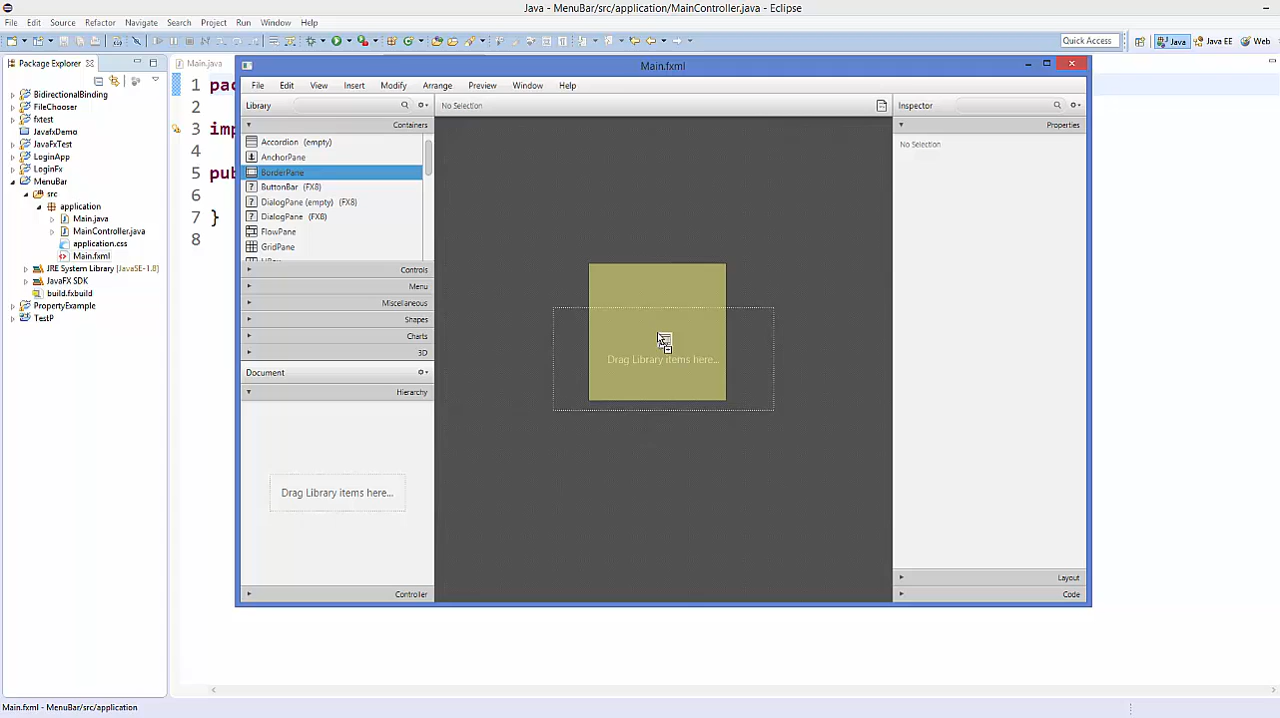 Java - MenuBar/src/application/MainController.java - Eclipse
File Edit Source Refactor Navigate Search Project Run Window Help
Quick Access
Java
Java EE
Web
Package Explorer
BidirectionalBinding
FileChooser
fxtest
JavafxDemo
JavaFxTest
LoginApp
LoginFx
MenuBar
src
application
Main.java
MainController.java
application.css
Main.fxml
JRE System Library [JavaSE-1.8]
JavaFX SDK
build.fxbuild
PropertyExample
TestP
Main.java
1 pac
2
3 imp
4
5 pub
6
7 }
8
Main.fxml
File Edit View Insert Modify Arrange Preview Window Help
Library
No Selection
Inspector
Containers
Accordion (empty)
AnchorPane
BorderPane
ButtonBar (FX8)
DialogPane (empty) (FX8)
DialogPane (FX8)
FlowPane
GridPane
Controls
Menu
Miscellaneous
Shapes
Charts
3D
Document
Hierarchy
Drag Library items here...
Controller
Drag Library items here...
Properties
No Selection
Layout
Code
Main.fxml - MenuBar/src/application